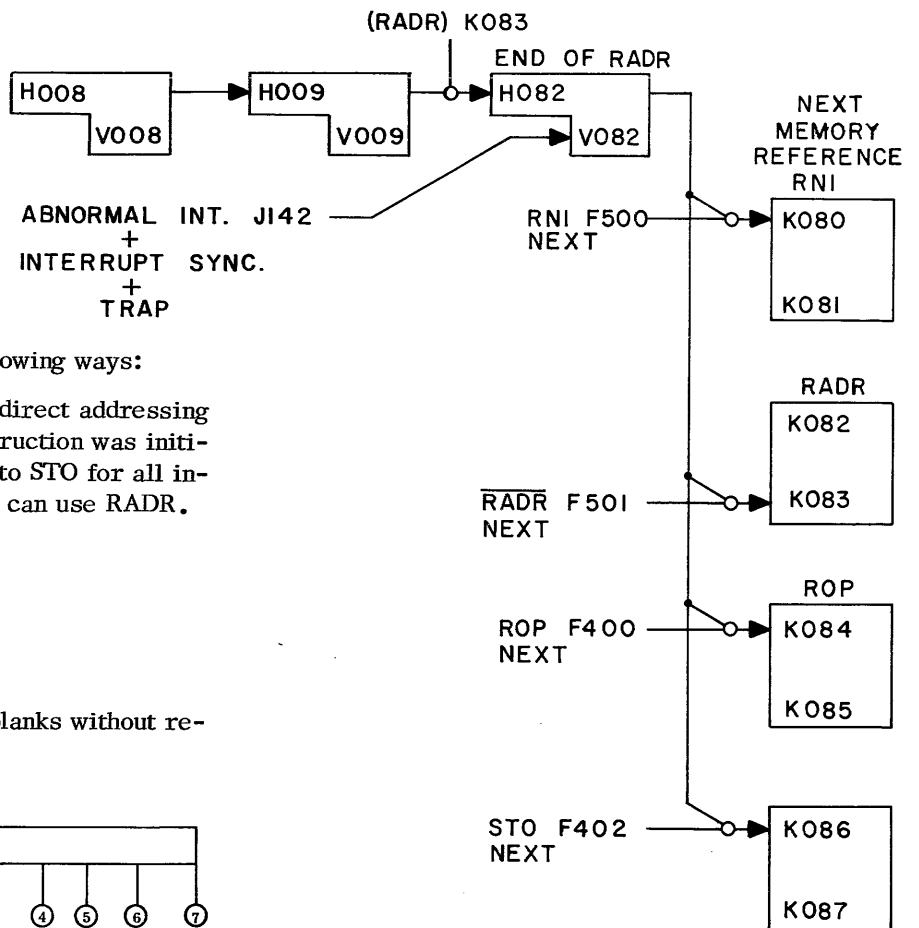 (RADR) K083
END OF RADR
H008
V008
H009
V009
H082
V082
NEXT
MEMORY
REFERENCE
RNI
ABNORMAL INT. J142
+
INTERRUPT SYNC.
+
TRAP
RNI F500
NEXT
K080
K081
owing ways:
direct addressing
ruction was initi-
to STO for all in-
can use RADR.
RADR
K082
K083
RADR F501
NEXT
ROP
ROP F400
NEXT
K084
K085
lanks without re-
STO F402
NEXT
K086
K087
4 5 6 7